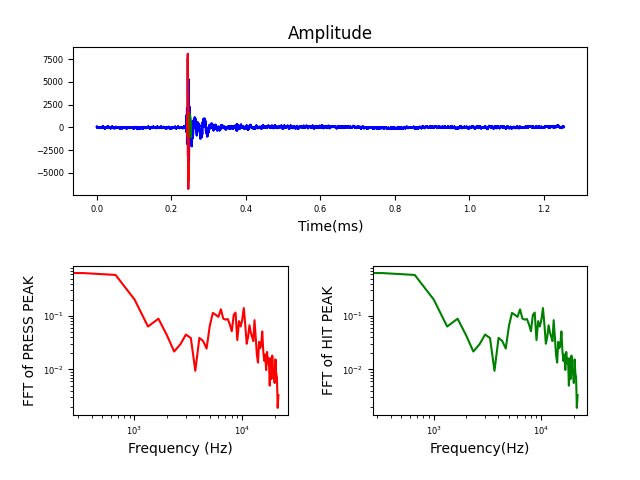 Amplitude
7500
5000
2500
0
−2500
−5000
0.0 0.2 0.4 0.6 0.8 1.0 1.2
Time(ms)
FFT of PRESS PEAK
10⁻¹
10⁻²
10³ 10⁴
Frequency (Hz)
FFT of HIT PEAK
10⁻¹
10⁻²
10³ 10⁴
Frequency(Hz)